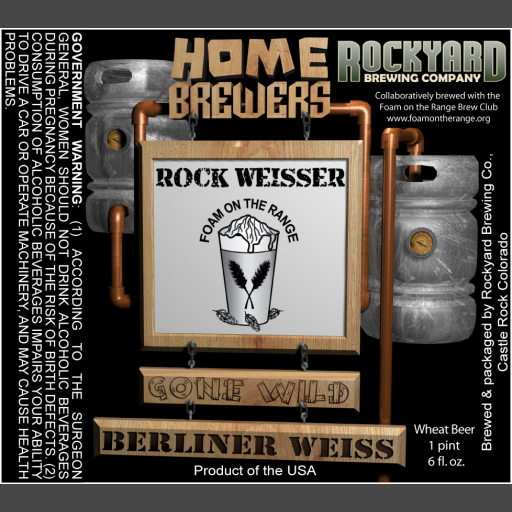 HOME
BREWERS
ROCKYARD
BREWING COMPANY
Collaboratively brewed with the
Foam on the Range Brew Club
www.foamontherange.org
ROCK WEISSER
FOAM ON THE RANGE
GONE WILD
BERLINER WEISS
Product of the USA
Wheat Beer
1 pint
6 fl. oz.
Brewed & packaged by Rockyard Brewing Co.,
Castle Rock Colorado
GOVERNMENT WARNING: (1) ACCORDING TO THE SURGEON
GENERAL, WOMEN SHOULD NOT DRINK ALCOHOLIC BEVERAGES
DURING PREGNANCY BECAUSE OF THE RISK OF BIRTH DEFECTS. (2)
CONSUMPTION OF ALCOHOLIC BEVERAGES IMPAIRS YOUR ABILITY
TO DRIVE A CAR OR OPERATE MACHINERY, AND MAY CAUSE HEALTH
PROBLEMS.